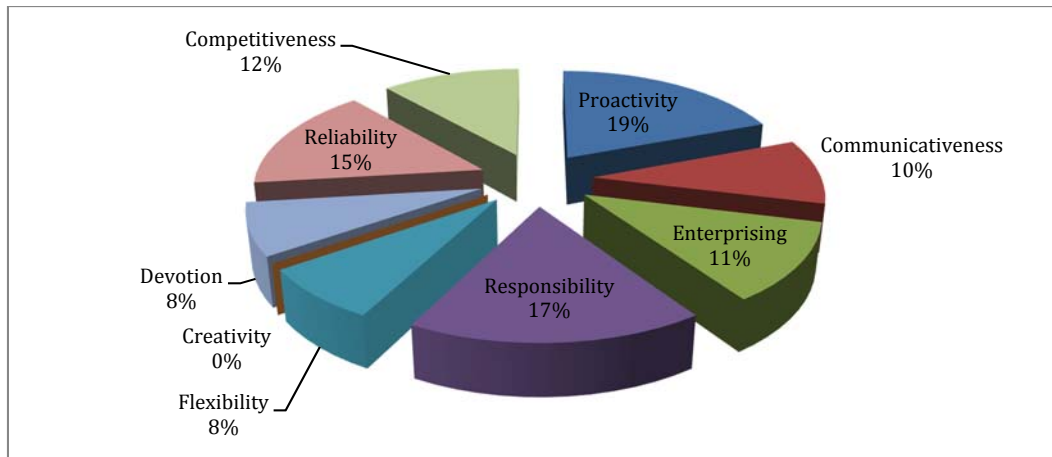 Competitiveness
12%
Proactivity
19%
Communicativeness
10%
Reliability
15%
Enterprising
11%
Responsibility
17%
Devotion
8%
Creativity
0%
Flexibility
8%